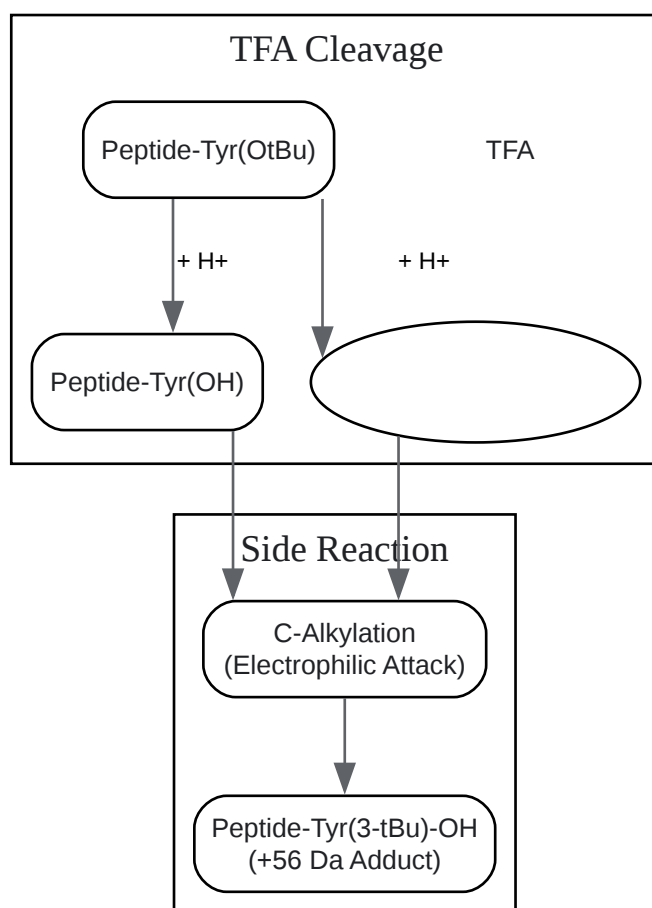 TFA Cleavage
Peptide-Tyr(OtBu)
TFA
+ H+
+ H+
Peptide-Tyr(OH)
Side Reaction
C-Alkylation
(Electrophilic Attack)
Peptide-Tyr(3-tBu)-OH
(+56 Da Adduct)